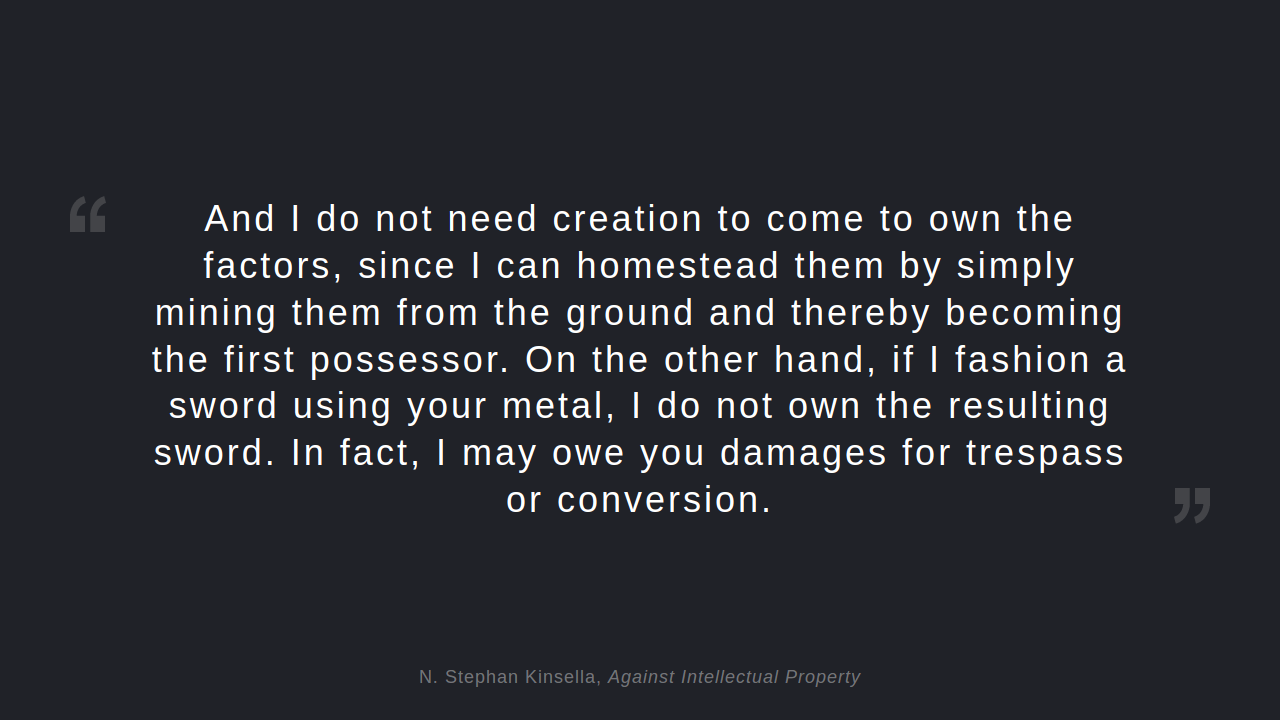 “
And I do not need creation to come to own the
factors, since I can homestead them by simply
mining them from the ground and thereby becoming
the first possessor. On the other hand, if I fashion a
sword using your metal, I do not own the resulting
sword. In fact, I may owe you damages for trespass
or conversion.
”
N. Stephan Kinsella, Against Intellectual Property